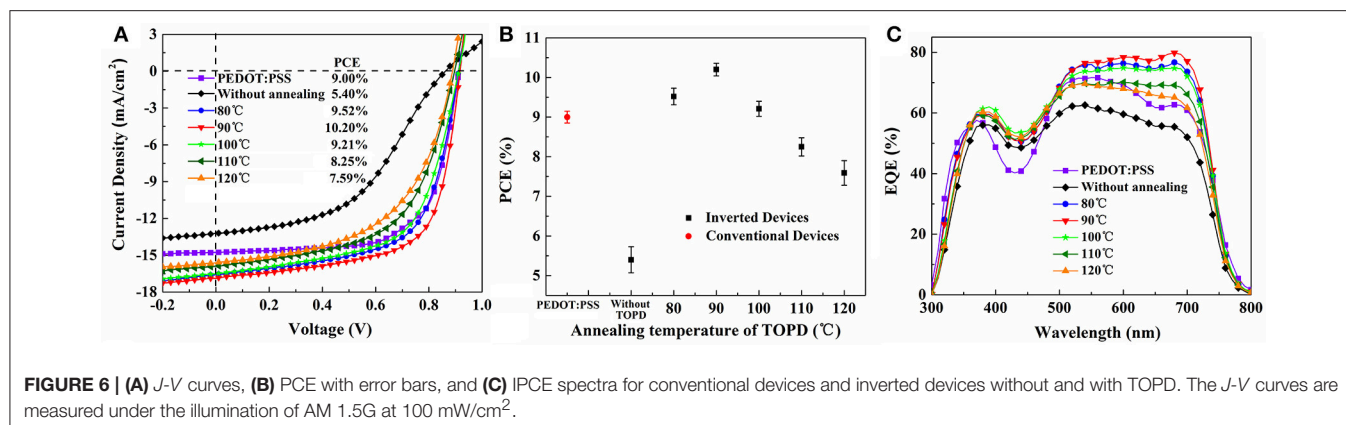 A
PCE
PEDOT:PSS 9.00%
Without annealing 5.40%
80℃ 9.52%
90℃ 10.20%
100℃ 9.21%
110℃ 8.25%
120℃ 7.59%
3
0
-3
-6
-9
-12
-15
-18
Current Density (mA/cm²)
-0.2 0.0 0.2 0.4 0.6 0.8 1.0
Voltage (V)
B
11
10
9
8
7
6
5
PCE (%)
Inverted Devices
Conventional Devices
PEDOT:PSS Without 80 90 100 110 120
TOPD
Annealing temperature of TOPD (℃)
C
80
60
40
20
0
EQE (%)
PEDOT:PSS
Without annealing
80℃
90℃
100℃
110℃
120℃
300 400 500 600 700 800
Wavelength (nm)
FIGURE 6 | (A) J-V curves, (B) PCE with error bars, and (C) IPCE spectra for conventional devices and inverted devices without and with TOPD. The J-V curves are
measured under the illumination of AM 1.5G at 100 mW/cm².